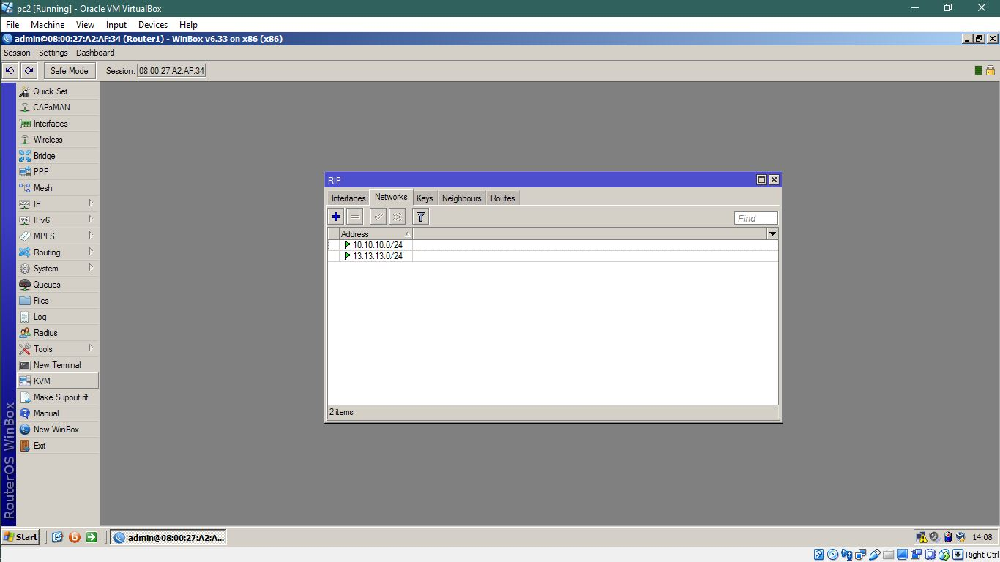 pc2 [Running] - Oracle VM VirtualBox
File Machine View Input Devices Help
admin@08:00:27:A2:AF:34 (Router1) - WinBox v6.33 on x86 (x86)
Session Settings Dashboard
Safe Mode Session: 08:00:27:A2:AF:34
Quick Set
CAPsMAN
Interfaces
Wireless
Bridge
PPP
Mesh
IP
IPv6
MPLS
Routing
System
Queues
Files
Log
Radius
Tools
New Terminal
KVM
Make Supout.rif
Manual
New WinBox
Exit
RouterOS WinBox
RIP
Interfaces Networks Keys Neighbours Routes
Find
Address
10.10.10.0/24
13.13.13.0/24
2 items
Start admin@08:00:27:A2:A... 14:08
Right Ctrl